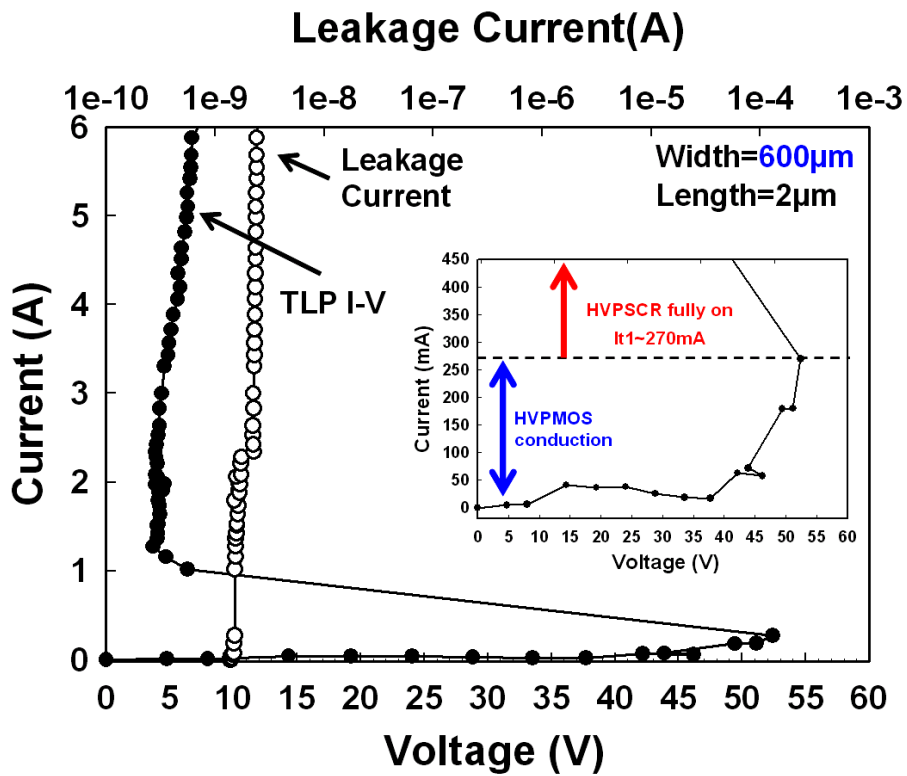 Leakage Current(A)
1e-10 1e-9 1e-8 1e-7 1e-6 1e-5 1e-4 1e-3
6
5
4
3
2
1
0
Current (A)
Leakage
Current
TLP I-V
Width=600μm
Length=2μm
450
400
350
300
250
200
150
100
50
0
Current (mA)
HVPSCR fully on
It1~270mA
HVPMOS
conduction
0 5 10 15 20 25 30 35 40 45 50 55 60
Voltage (V)
0 5 10 15 20 25 30 35 40 45 50 55 60
Voltage (V)